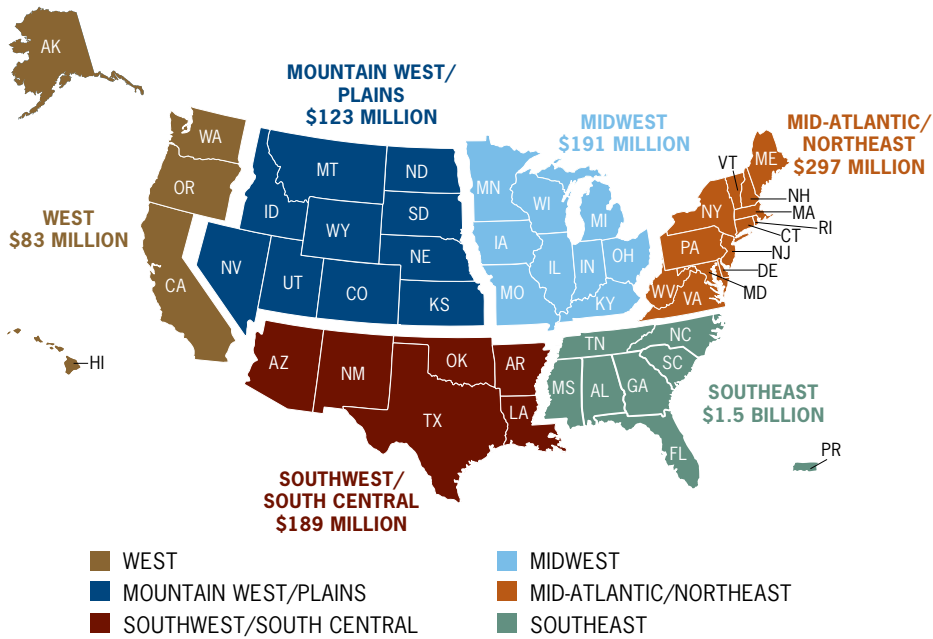 AK
MOUNTAIN WEST/
PLAINS
$123 MILLION
MIDWEST
$191 MILLION
MID-ATLANTIC/
NORTHEAST
$297 MILLION
WEST
$83 MILLION
WA
OR
CA
HI
MT
ID
WY
NV
UT
CO
ND
SD
NE
KS
MN
WI
MI
IA
IL
IN
OH
MO
KY
VT
ME
NH
MA
RI
CT
NY
PA
NJ
DE
MD
WV
VA
AZ
NM
OK
TX
AR
LA
TN
NC
SC
MS
AL
GA
FL
PR
SOUTHEAST
$1.5 BILLION
SOUTHWEST/
SOUTH CENTRAL
$189 MILLION
WEST
MOUNTAIN WEST/PLAINS
SOUTHWEST/SOUTH CENTRAL
MIDWEST
MID-ATLANTIC/NORTHEAST
SOUTHEAST